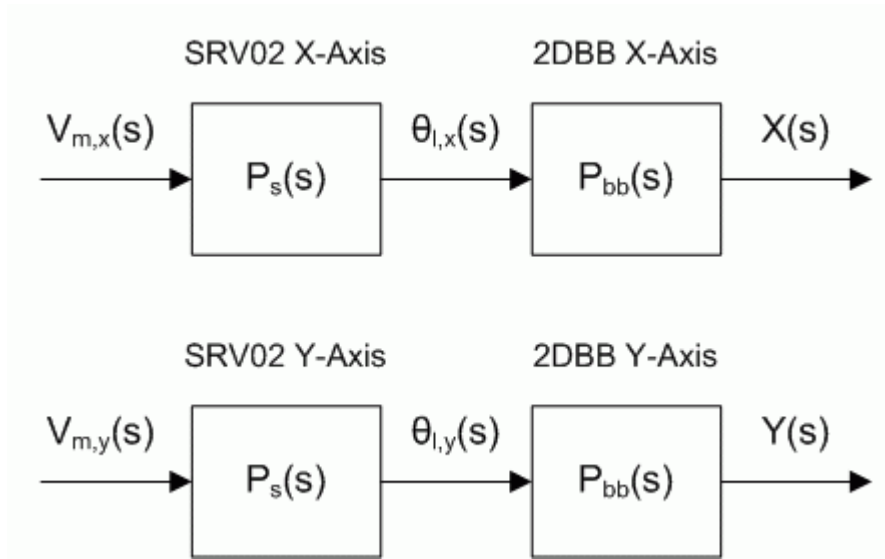 SRV02 X-Axis 2DBB X-Axis
Vm,x(s) θl,x(s) X(s)
Ps(s) Pbb(s)
SRV02 Y-Axis 2DBB Y-Axis
Vm,y(s) θl,y(s) Y(s)
Ps(s) Pbb(s)